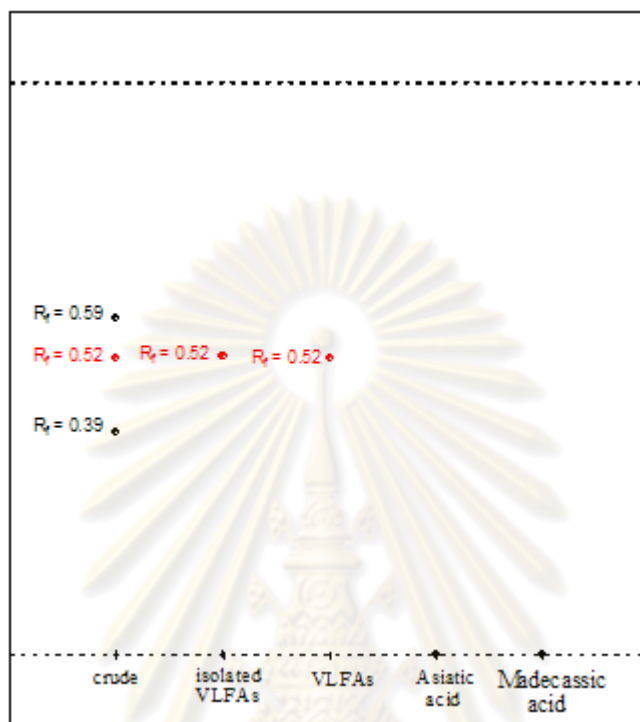 Rf = 0.59
Rf = 0.52
Rf = 0.52
Rf = 0.52
Rf = 0.39
crude
isolated
VLFAs
VLFAs
Asiatic
acid
Madecassic
acid